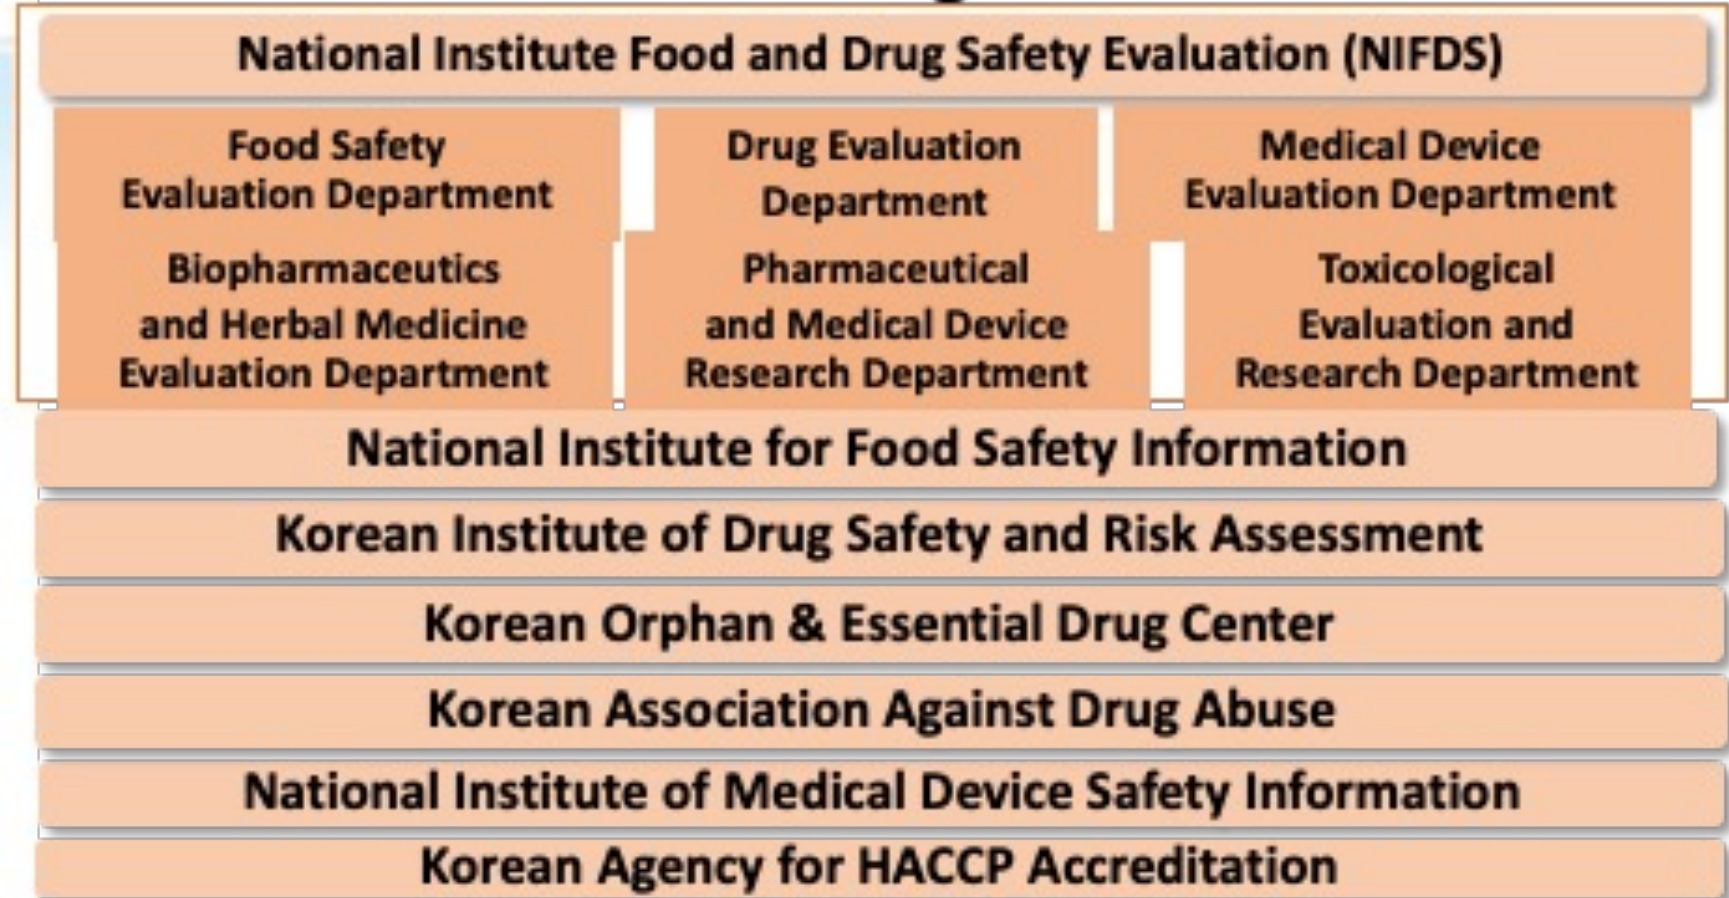 National Institute Food and Drug Safety Evaluation (NIFDS)
Food Safety
Evaluation Department
Drug Evaluation
Department
Medical Device
Evaluation Department
Biopharmaceutics
and Herbal Medicine
Evaluation Department
Pharmaceutical
and Medical Device
Research Department
Toxicological
Evaluation and
Research Department
National Institute for Food Safety Information
Korean Institute of Drug Safety and Risk Assessment
Korean Orphan & Essential Drug Center
Korean Association Against Drug Abuse
National Institute of Medical Device Safety Information
Korean Agency for HACCP Accreditation